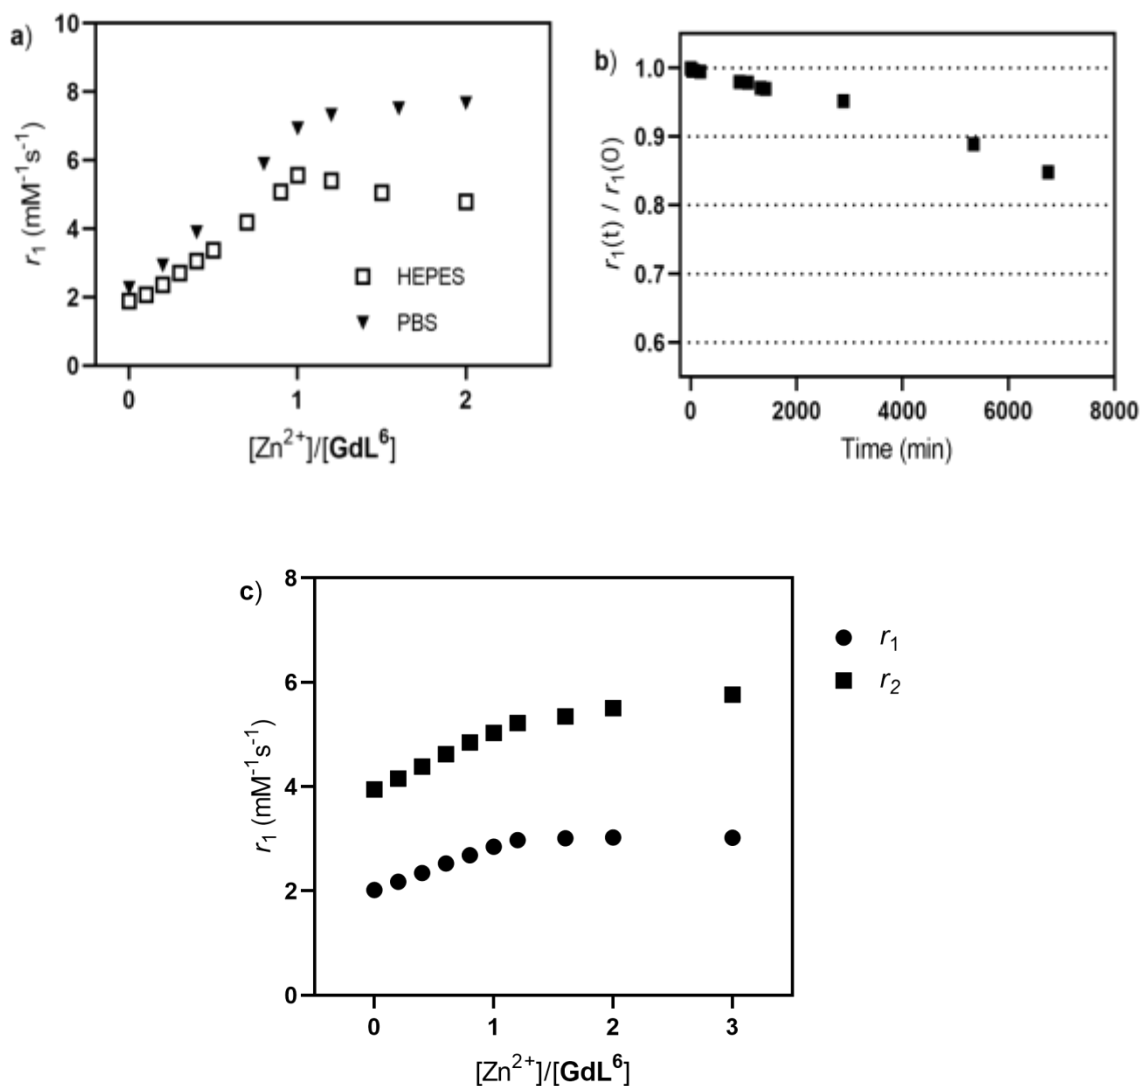 a)
10
8
6
4
2
0
r₁ (mM⁻¹s⁻¹)
HEPES
PBS
0 1 2
[Zn²⁺]/[GdL⁶]
b)
1.0
0.9
0.8
0.7
0.6
r₁(t) / r₁(0)
0 2000 4000 6000 8000
Time (min)
c)
8
6
4
2
0
r₁ (mM⁻¹s⁻¹)
r₁
r₂
0 1 2 3
[Zn²⁺]/[GdL⁶]